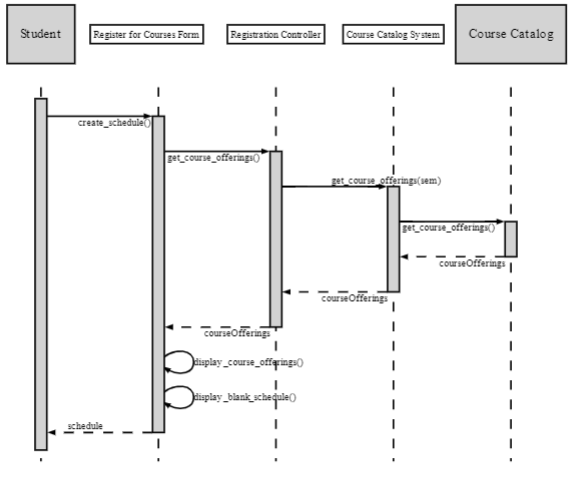 Student
Register for Courses Form
Registration Controller
Course Catalog System
Course Catalog
create_schedule()
get_course_offerings()
get_course_offerings(sem)
get_course_offerings()
courseOfferings
courseOfferings
courseOfferings
display_course_offerings()
display_blank_schedule()
schedule